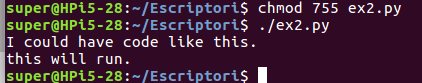 super@HPi5-28:~/Escriptori$ chmod 755 ex2.py
super@HPi5-28:~/Escriptori$ ./ex2.py
I could have code like this.
this will run.
super@HPi5-28:~/Escriptori$